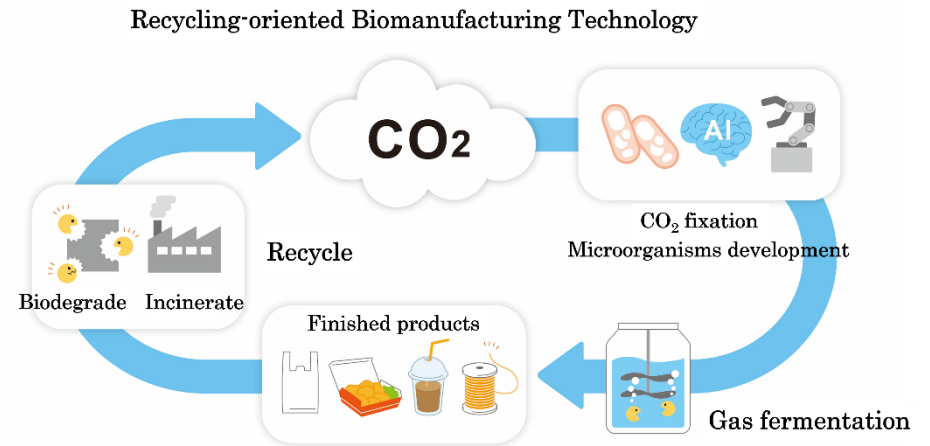 Recycling-oriented Biomanufacturing Technology
CO₂
AI
CO₂ fixation
Microorganisms development
Gas fermentation
Finished products
Recycle
Biodegrade
Incinerate